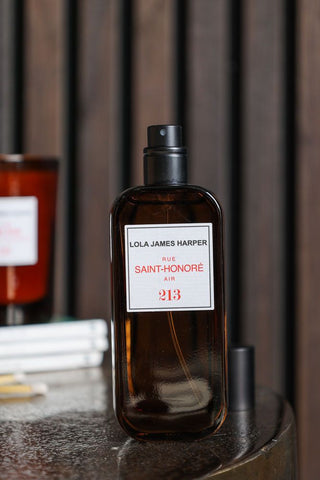 LOLA JAMES HARPER
RUE
SAINT-HONORÉ
AIR
213